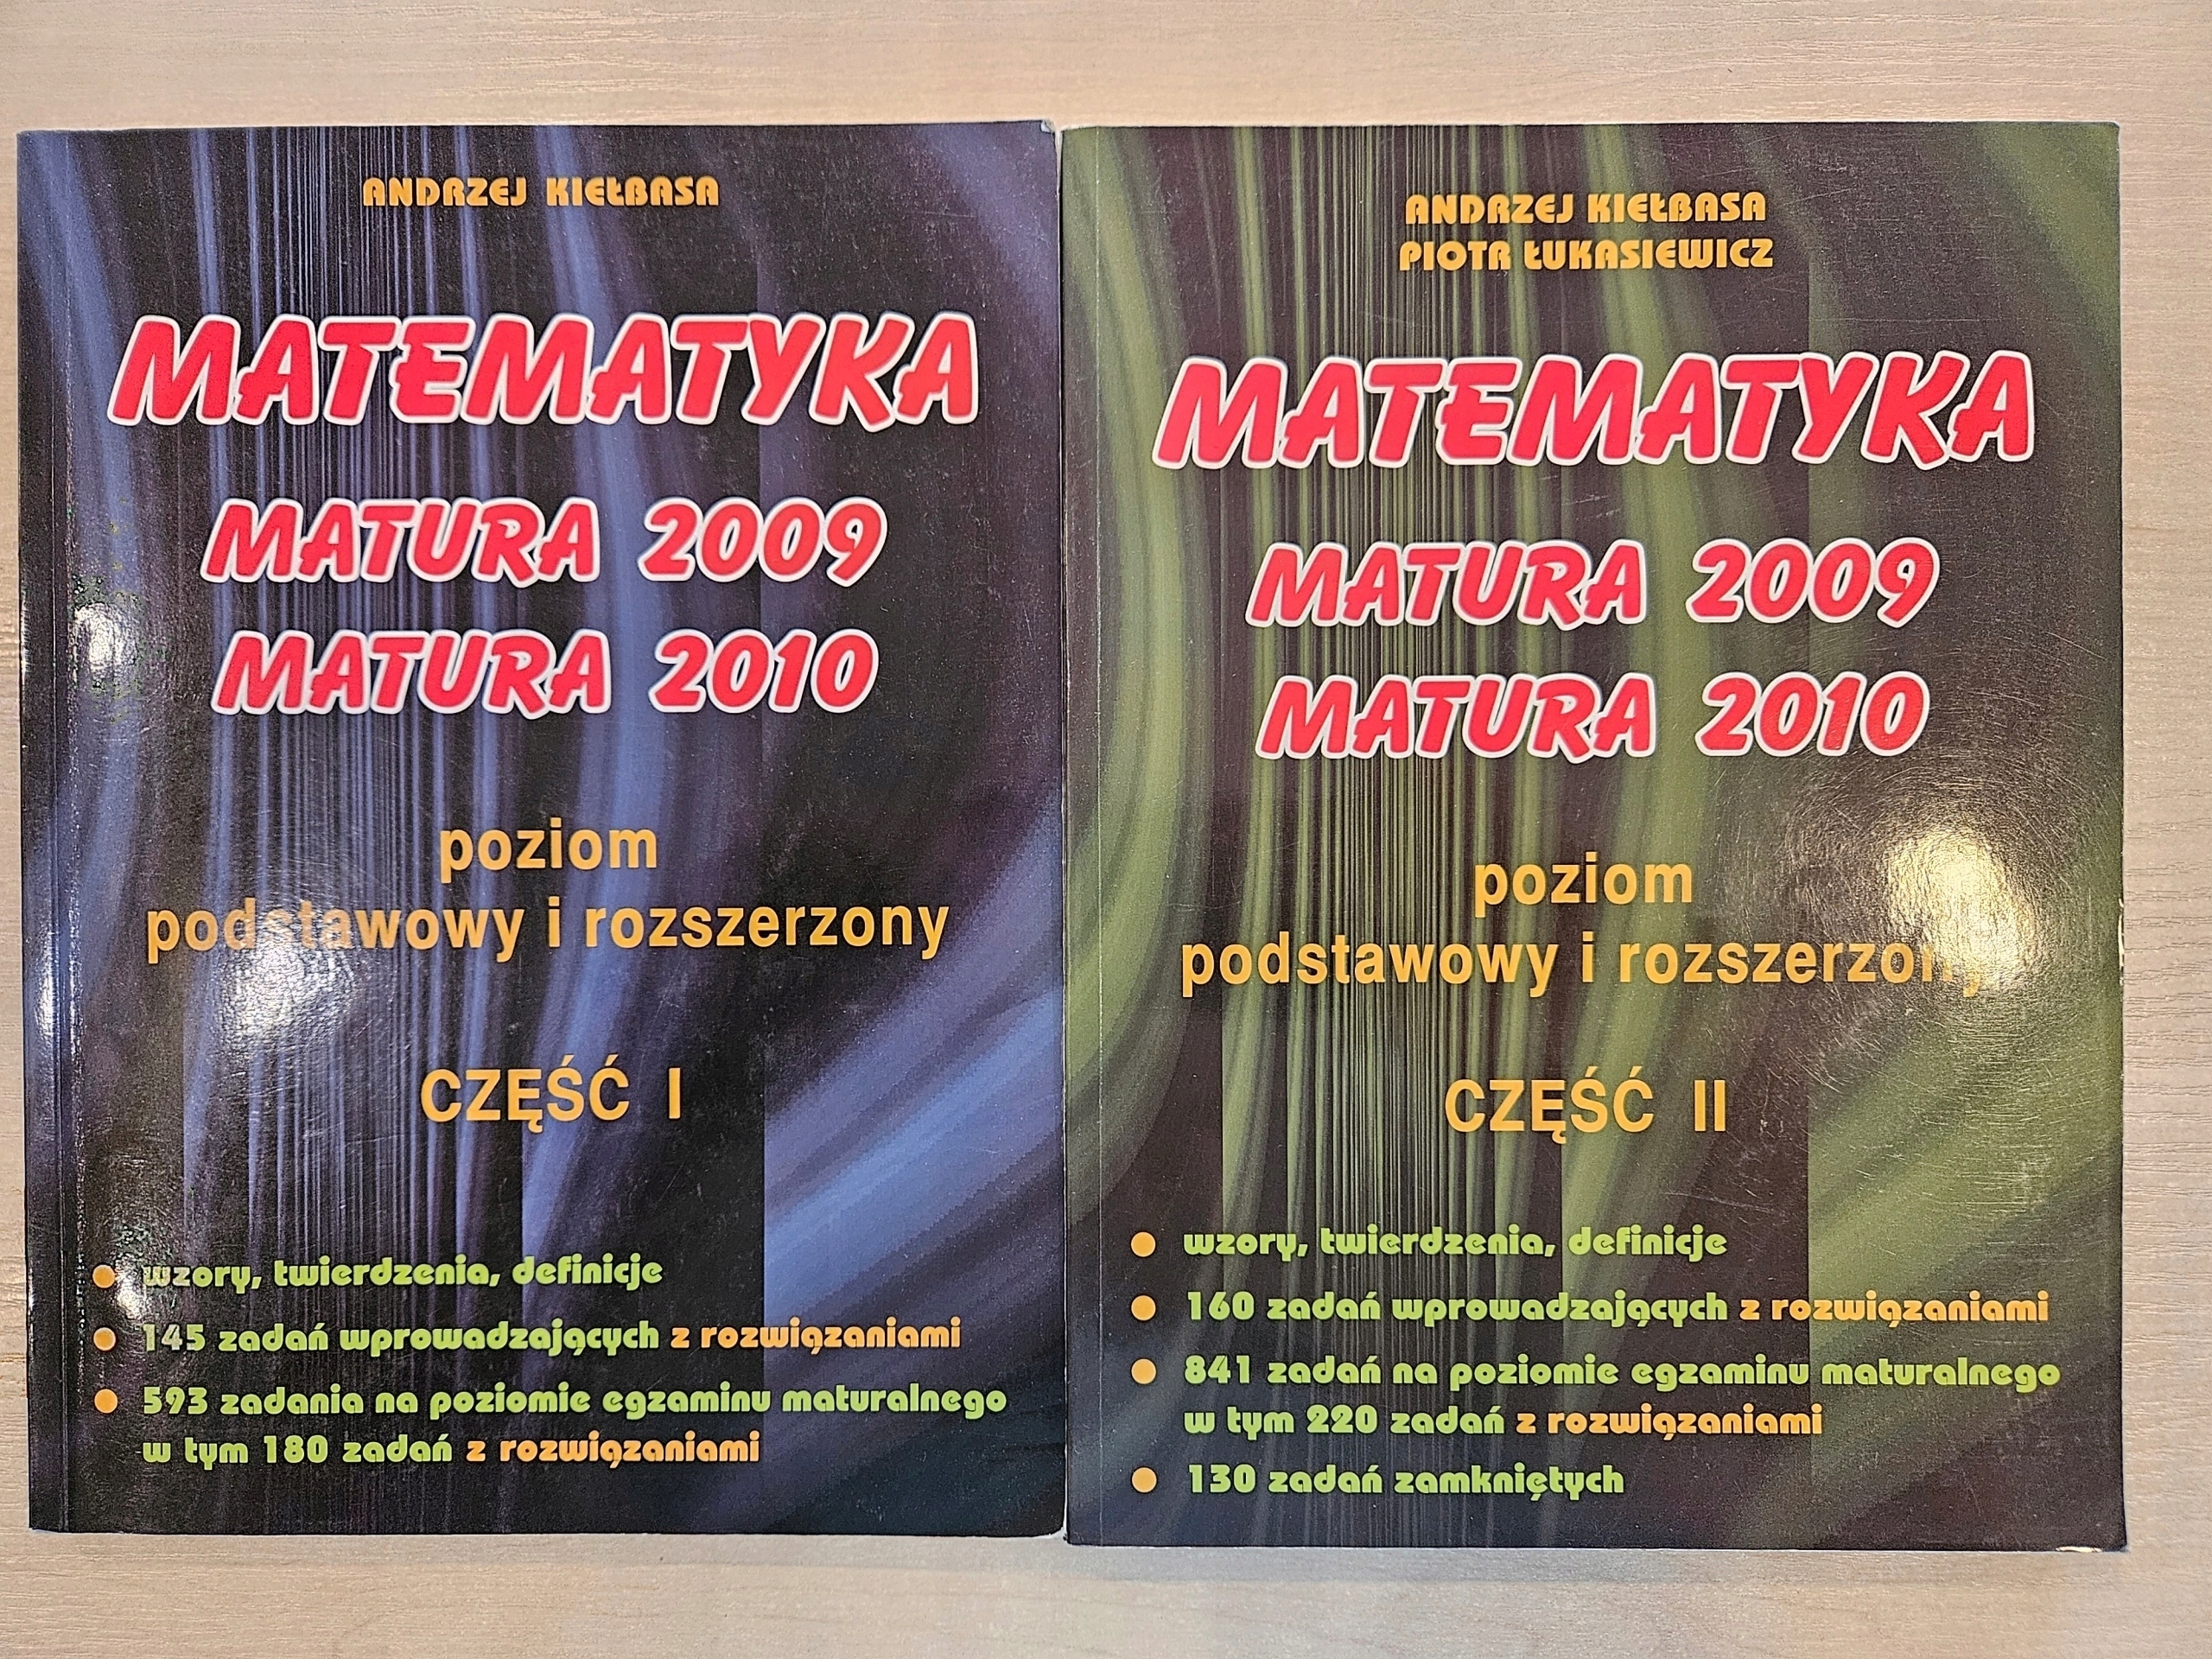 ANDRZEJ KIEŁBASA
MATEMATYKA
MATURA 2009
MATURA 2010
poziom
podstawowy i rozszerzony
CZĘŚĆ I
wzory, twierdzenia, definicje
145 zadań wprowadzających z rozwiązaniami
593 zadania na poziomie egzaminu maturalnego
w tym 180 zadań z rozwiązaniami
ANDRZEJ KIEŁBASA
PIOTR ŁUKASIEWICZ
MATEMATYKA
MATURA 2009
MATURA 2010
poziom
podstawowy i rozszerzony
CZĘŚĆ II
wzory, twierdzenia, definicje
160 zadań wprowadzających z rozwiązaniami
841 zadań na poziomie egzaminu maturalnego
w tym 220 zadań z rozwiązaniami
130 zadań zamkniętych